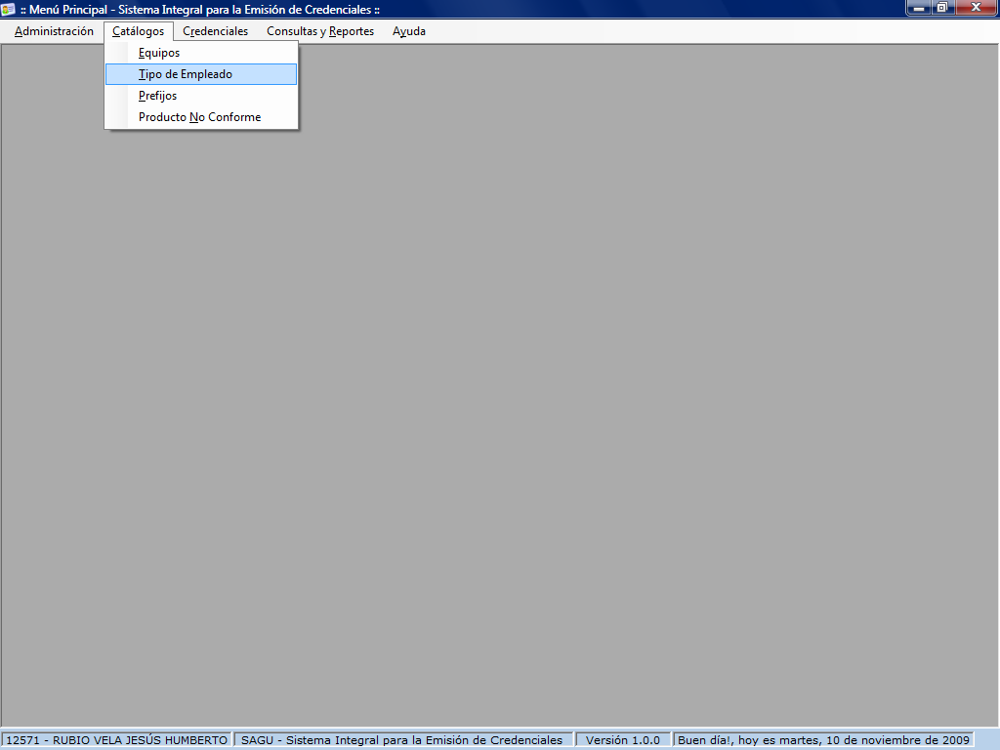 :: Menú Principal - Sistema Integral para la Emisión de Credenciales ::
Administración Catálogos Credenciales Consultas y Reportes Ayuda
Equipos
Tipo de Empleado
Prefijos
Producto No Conforme
12571 - RUBIO VELA JESÚS HUMBERTO SAGU - Sistema Integral para la Emisión de Credenciales Versión 1.0.0 Buen día!, hoy es martes, 10 de noviembre de 2009